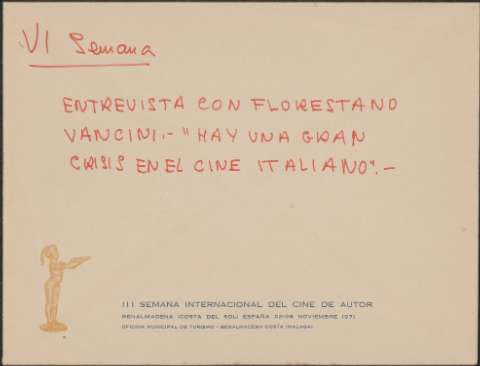 VI Semana
ENTREVISTA CON FLORESTANO
VANCINI.- "HAY UNA GRAN
CRISIS EN EL CINE ITALIANO".-
III SEMANA INTERNACIONAL DEL CINE DE AUTOR
BENALMADENA (COSTA DEL SOL) ESPAÑA NOVIEMBRE 1971
OFICINA MUNICIPAL DE TURISMO - BENALMADENA-COSTA (MALAGA)